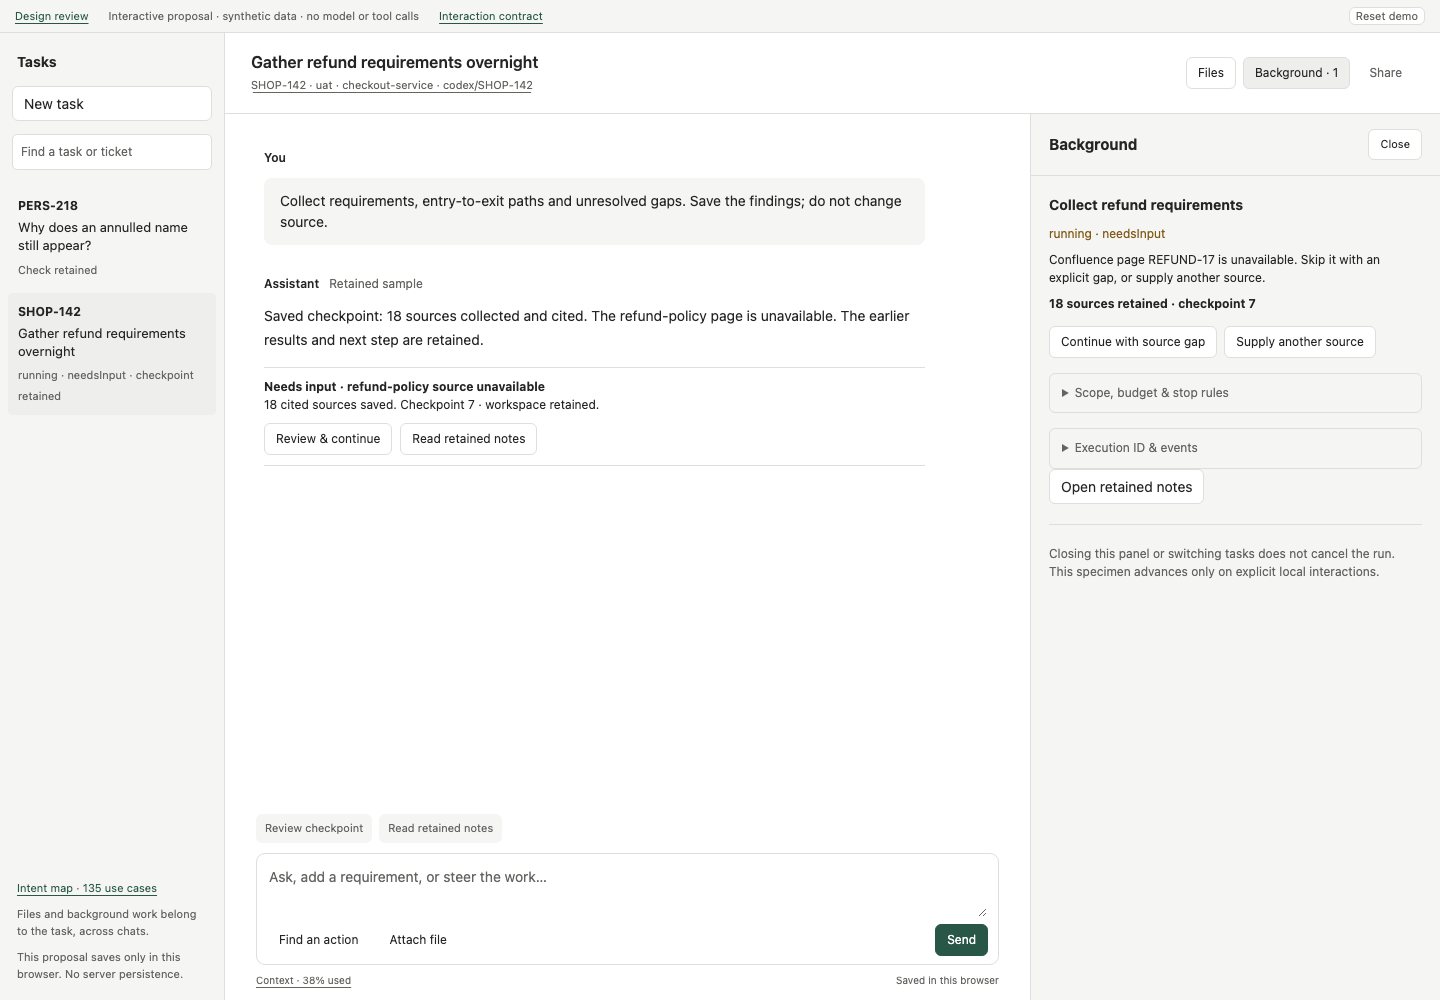 Design review
Interactive proposal · synthetic data · no model or tool calls
Interaction contract
Reset demo
Tasks
New task
Find a task or ticket
PERS-218
Why does an annulled name
still appear?
Check retained
SHOP-142
Gather refund requirements
overnight
running · needsInput · checkpoint
retained
Intent map · 135 use cases
Files and background work belong
to the task, across chats.
This proposal saves only in this
browser. No server persistence.
Gather refund requirements overnight
SHOP-142 · uat · checkout-service · codex/SHOP-142
Files
Background · 1
Share
You
Collect requirements, entry-to-exit paths and unresolved gaps. Save the findings; do not change
source.
Assistant Retained sample
Saved checkpoint: 18 sources collected and cited. The refund-policy page is unavailable. The earlier
results and next step are retained.
Needs input · refund-policy source unavailable
18 cited sources saved. Checkpoint 7 · workspace retained.
Review & continue
Read retained notes
Review checkpoint
Read retained notes
Ask, add a requirement, or steer the work...
Find an action
Attach file
Send
Context · 38% used
Saved in this browser
Background
Close
Collect refund requirements
running · needsInput
Confluence page REFUND-17 is unavailable. Skip it with an
explicit gap, or supply another source.
18 sources retained · checkpoint 7
Continue with source gap
Supply another source
Scope, budget & stop rules
Execution ID & events
Open retained notes
Closing this panel or switching tasks does not cancel the run.
This specimen advances only on explicit local interactions.